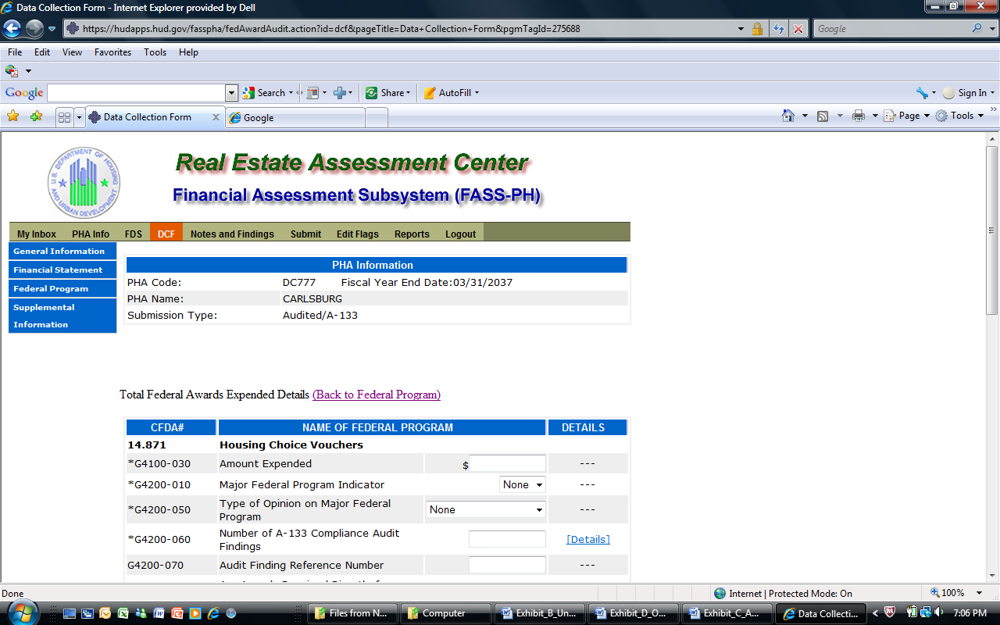 Data Collection Form - Internet Explorer provided by Dell
https://hudapps.hud.gov/fasspha/fedAwardAudit.action?id=dcf&pageTitle=Data+Collection+Form&pgmTagId=275688
Google
File Edit View Favorites Tools Help
Google Search Share AutoFill Sign In
Data Collection Form Google Page Tools
U.S. DEPARTMENT OF HOUSING AND URBAN DEVELOPMENT
Real Estate Assessment Center
Financial Assessment Subsystem (FASS-PH)
My Inbox PHA Info FDS DCF Notes and Findings Submit Edit Flags Reports Logout
General Information
Financial Statement
Federal Program
Supplemental
Information
PHA Information
PHA Code: DC777 Fiscal Year End Date:03/31/2037
PHA Name: CARLSBURG
Submission Type: Audited/A-133
Total Federal Awards Expended Details (Back to Federal Program)
CFDA# NAME OF FEDERAL PROGRAM DETAILS
14.871 Housing Choice Vouchers
*G4100-030 Amount Expended $ ---
*G4200-010 Major Federal Program Indicator None ---
*G4200-050 Type of Opinion on Major Federal Program None ---
*G4200-060 Number of A-133 Compliance Audit Findings [Details]
G4200-070 Audit Finding Reference Number ---
Done Internet | Protected Mode: On 100%
Files from N... Computer Exhibit_B_Un... Exhibit_D_O... Exhibit_C_A... Data Collecti... 7:06 PM